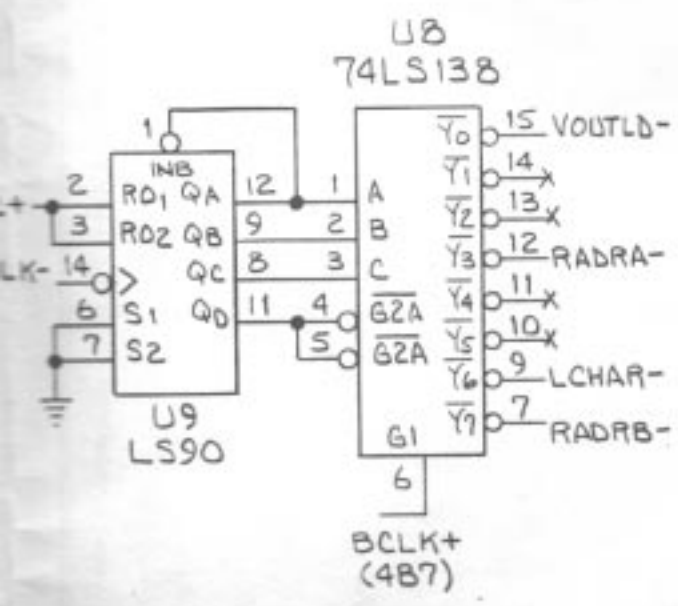 U8
74LS138
1
INB
2 RO1 QA 12
3 RO2 QB 9
14 QC 8
6 S1 QD 11
7 S2
U9
LS90
1 A
2 B
3 C
4 G2A
5 G2A
G1
6
Y0 15 VOUTLD-
Y1 14 x
Y2 13 x
Y3 12 RADRA-
Y4 11 x
Y5 10 x
Y6 9 LCHAR-
Y7 7 RADRB-
BCLK+
(4B7)